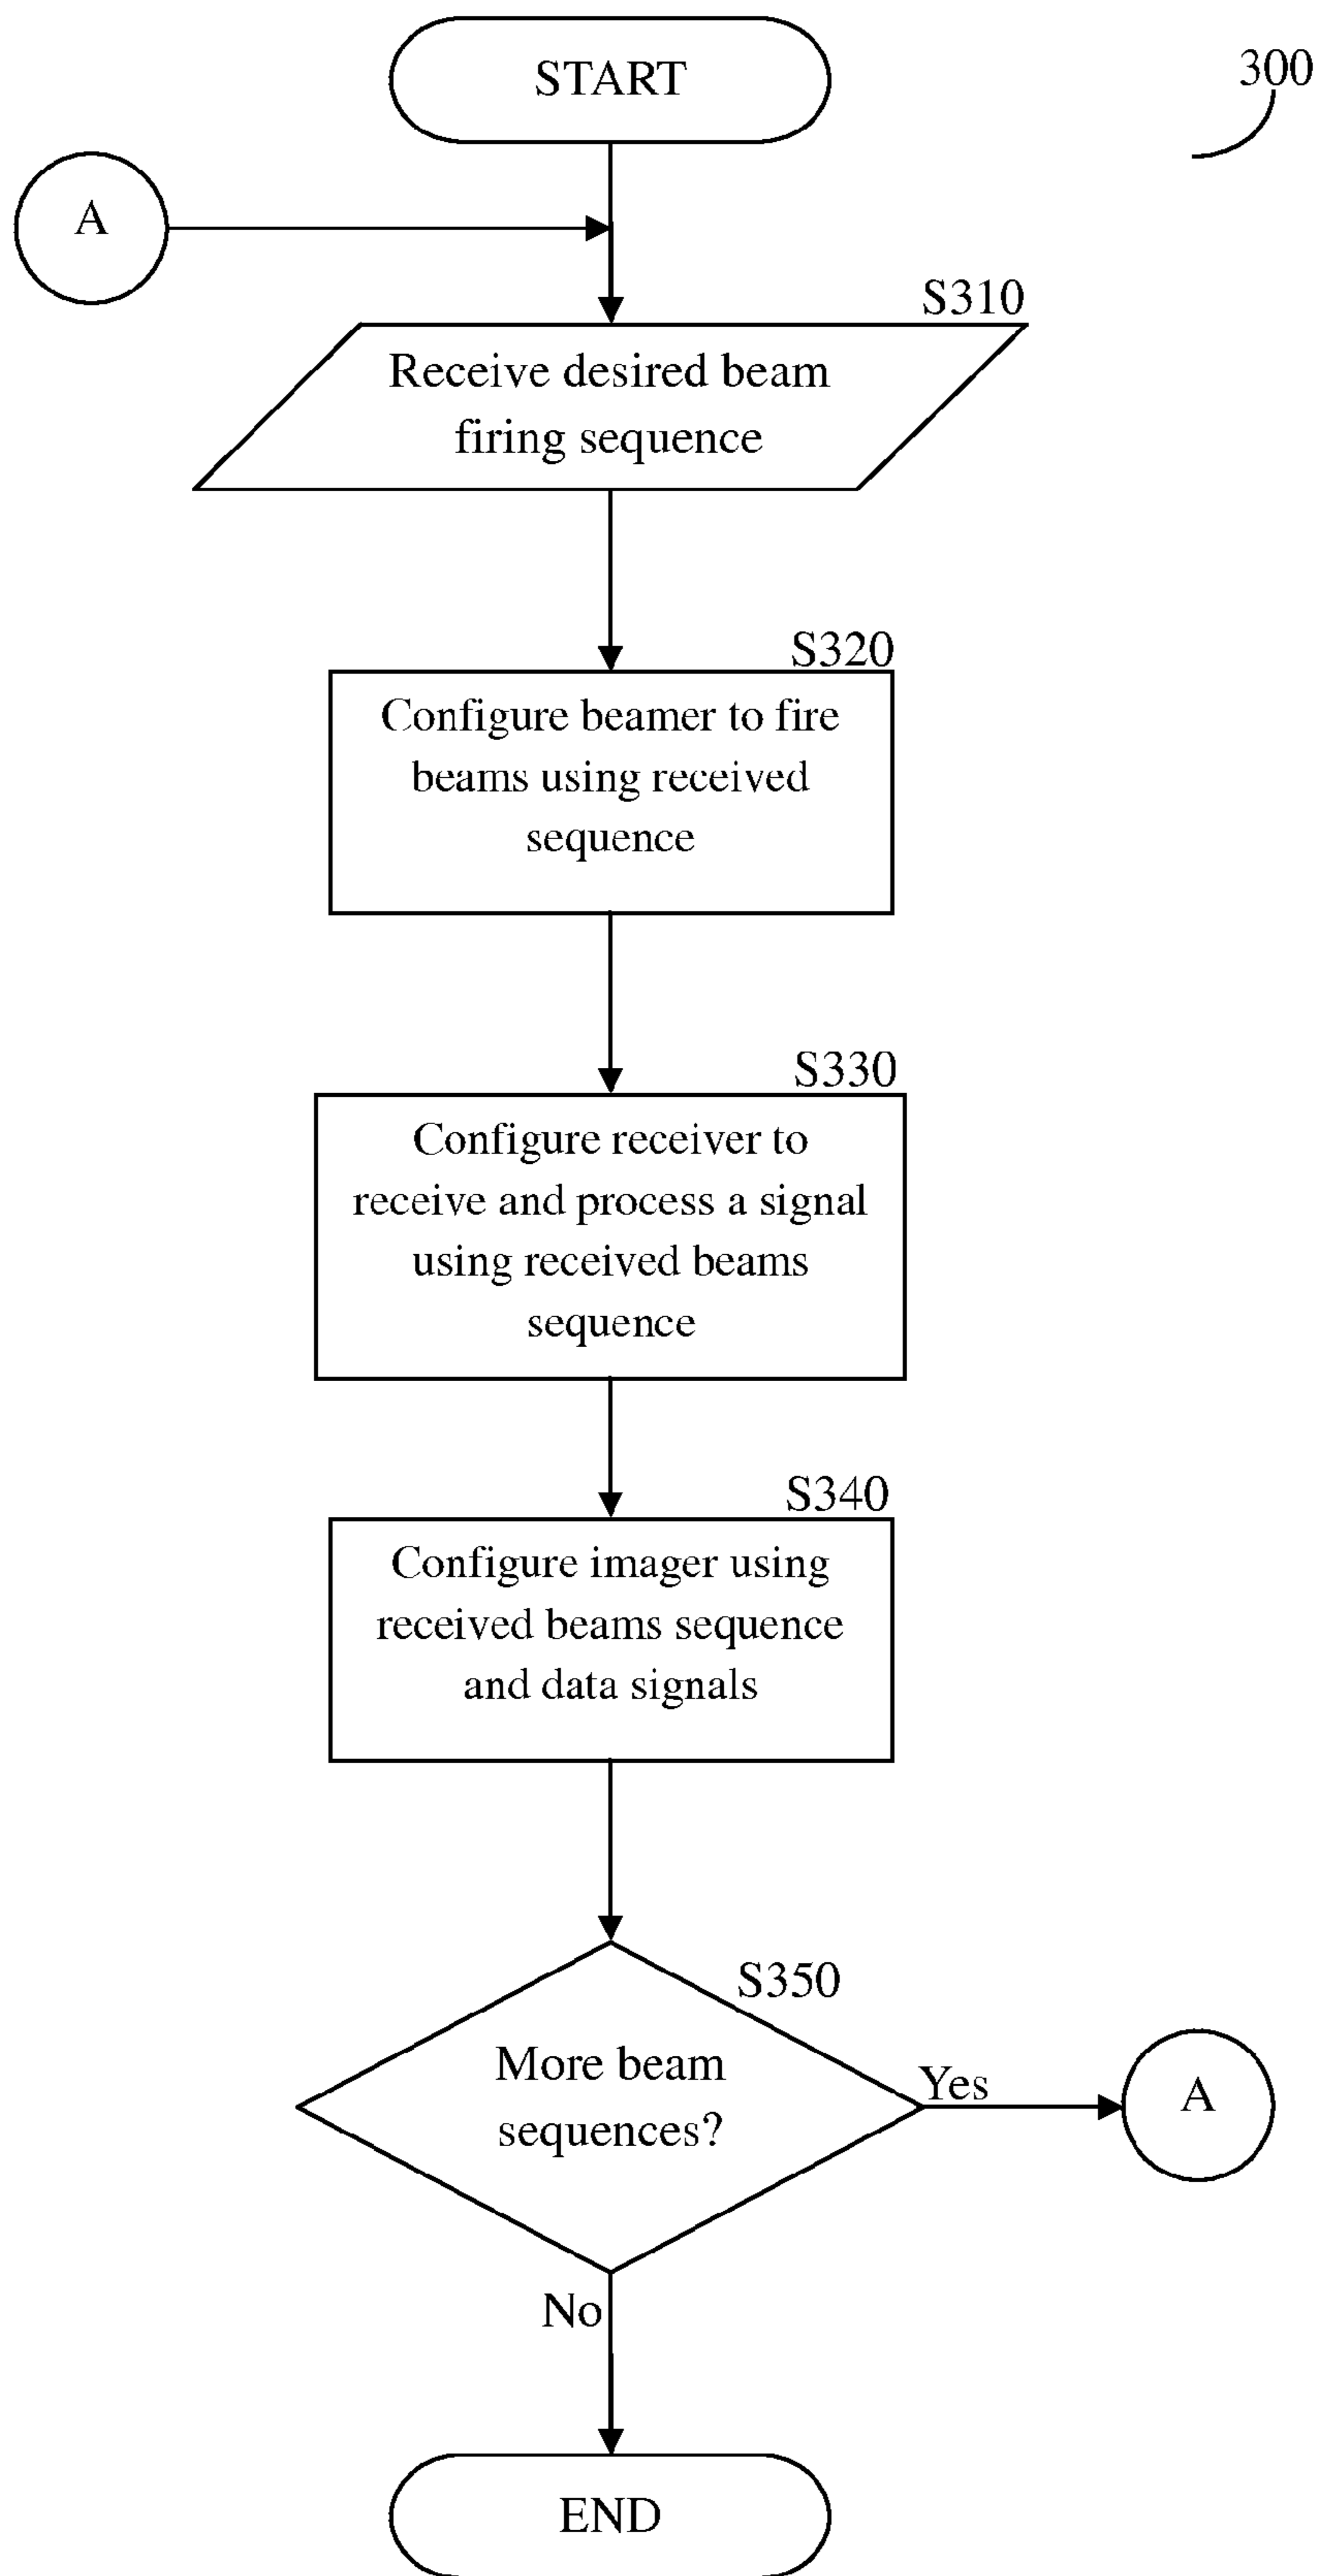 START
300
A
S310
Receive desired beam
firing sequence
S320
Configure beamer to fire
beams using received
sequence
S330
Configure receiver to
receive and process a signal
using received beams
sequence
S340
Configure imager using
received beams sequence
and data signals
S350
More beam
sequences?
Yes
A
No
END